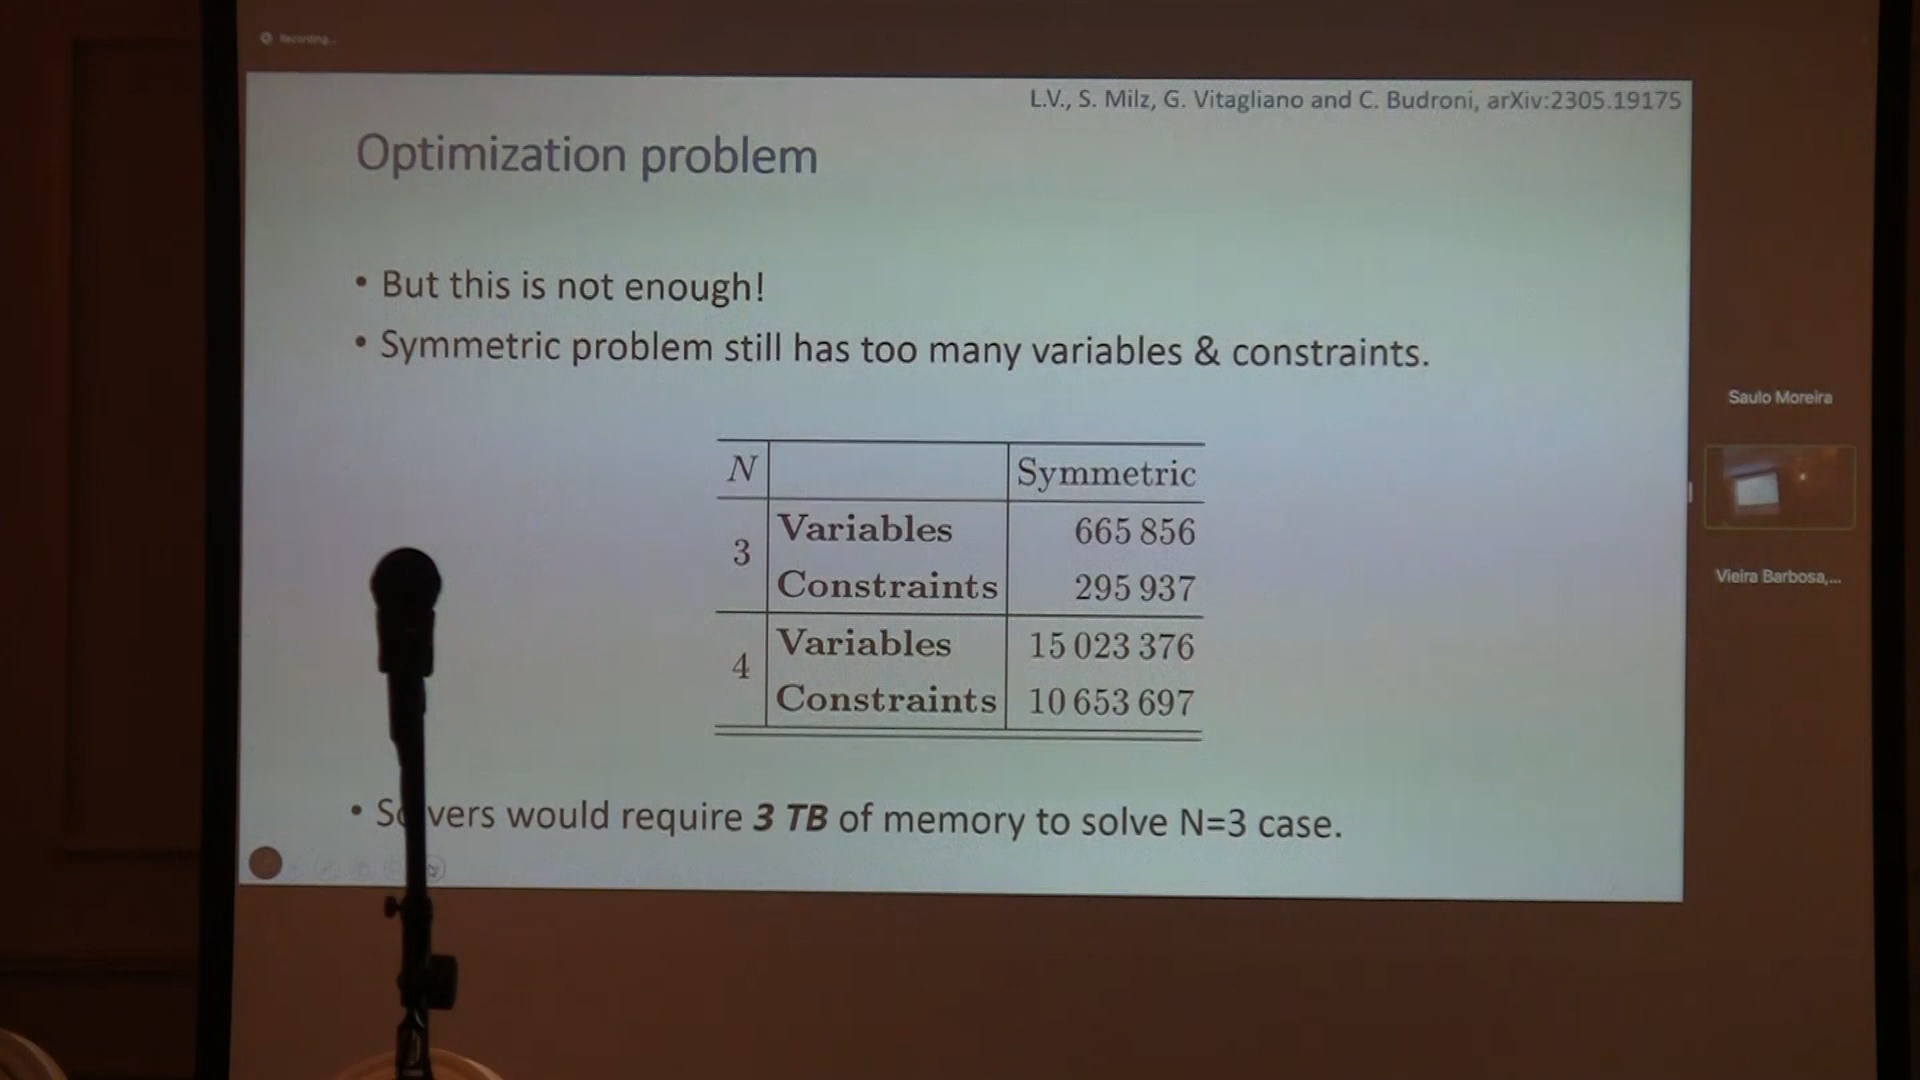 Recording...
L.V., S. Milz, G. Vitagliano and C. Budroni, arXiv:2305.19175
Optimization problem
• But this is not enough!
• Symmetric problem still has too many variables & constraints.
N Symmetric
3 Variables 665 856
Constraints 295 937
4 Variables 15 023 376
Constraints 10 653 697
• Solvers would require 3 TB of memory to solve N=3 case.
Saulo Moreira
Vieira Barbosa,...